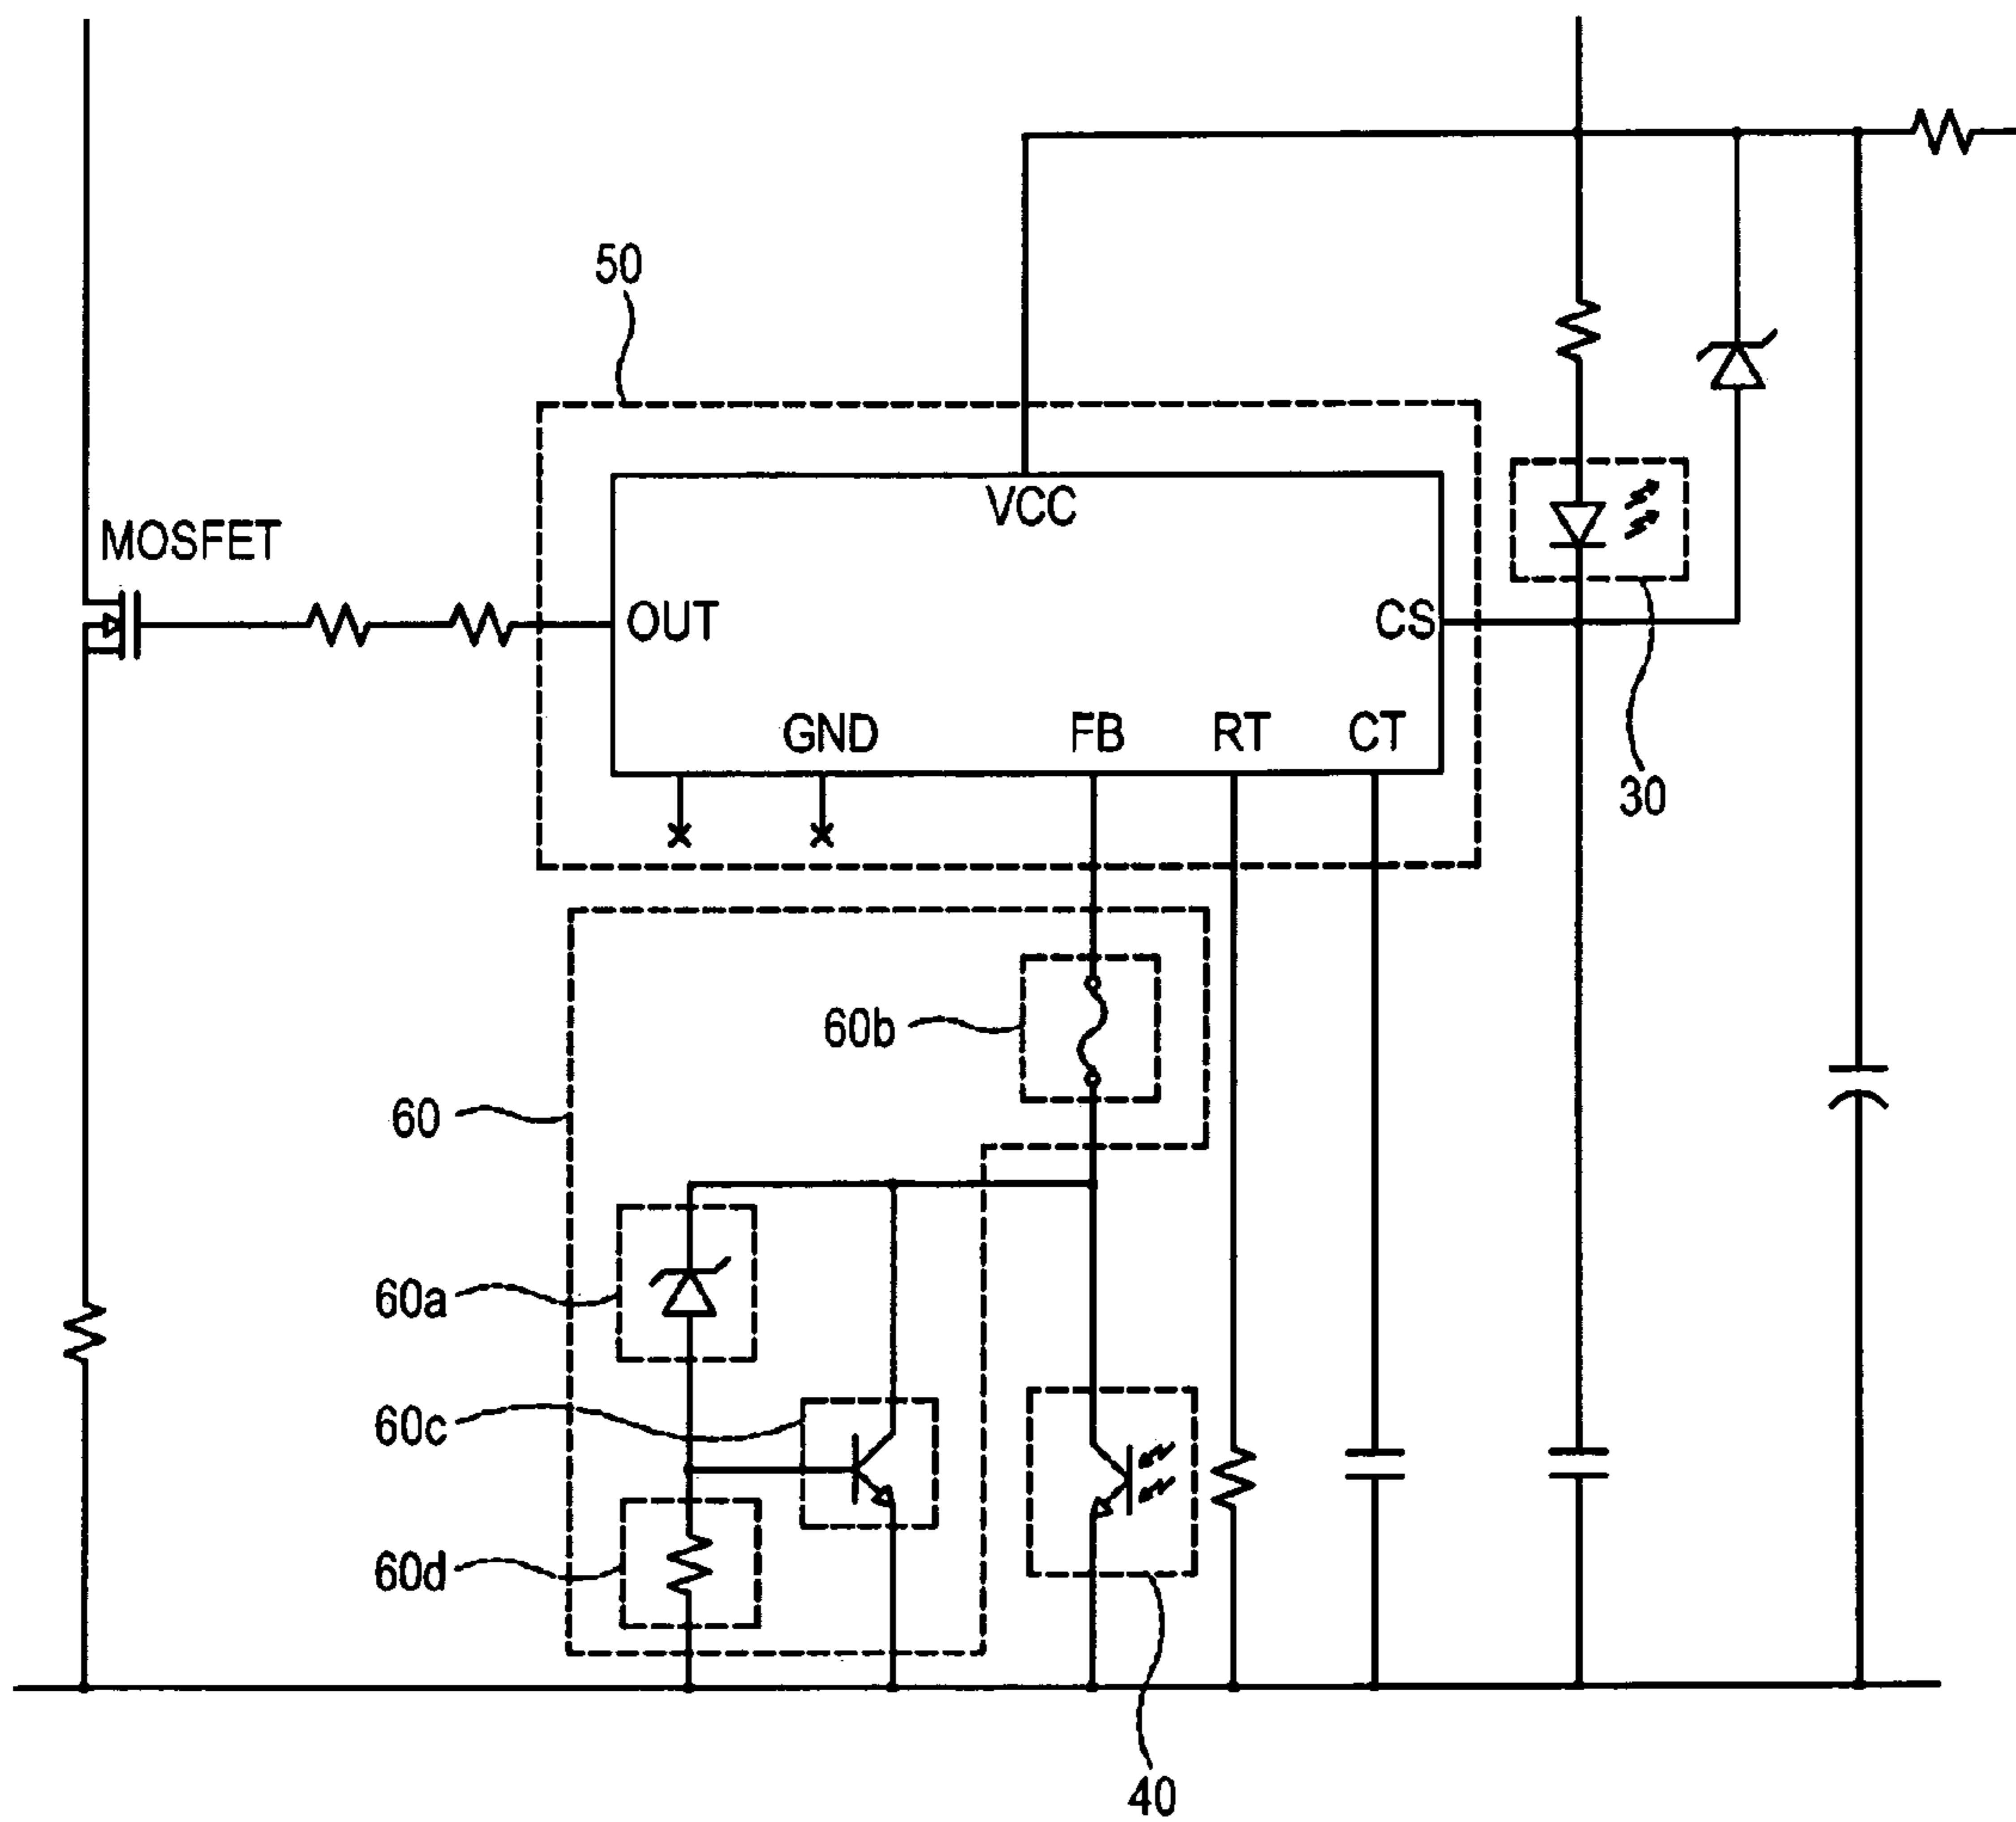 50
VCC
MOSFET
OUT
CS
GND
FB
RT
CT
30
60b
60
60a
60c
60d
40